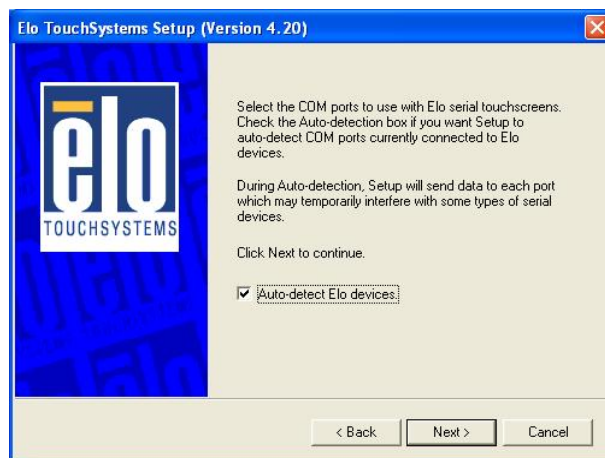 Elo TouchSystems Setup (Version 4.20)
ēlo
TOUCHSYSTEMS
Select the COM ports to use with Elo serial touchscreens.
Check the Auto-detection box if you want Setup to
auto-detect COM ports currently connected to Elo
devices.
During Auto-detection, Setup will send data to each port
which may temporarily interfere with some types of serial
devices.
Click Next to continue.
Auto-detect Elo devices.
< Back
Next >
Cancel